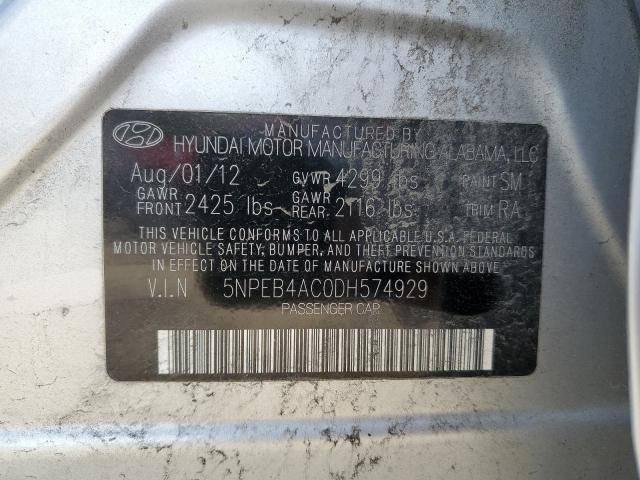 MANUFACTURED BY
HYUNDAI MOTOR MANUFACTURING ALABAMA, LLC
Aug/01/12 GVWR 4299 lbs PAINT SM
GAWR FRONT 2425 lbs GAWR REAR 2116 lbs TRIM RA
THIS VEHICLE CONFORMS TO ALL APPLICABLE U.S.A. FEDERAL
MOTOR VEHICLE SAFETY, BUMPER, AND THEFT PREVENTION STANDARDS
IN EFFECT ON THE DATE OF MANUFACTURE SHOWN ABOVE.
V.I.N 5NPEB4AC0DH574929
PASSENGER CAR